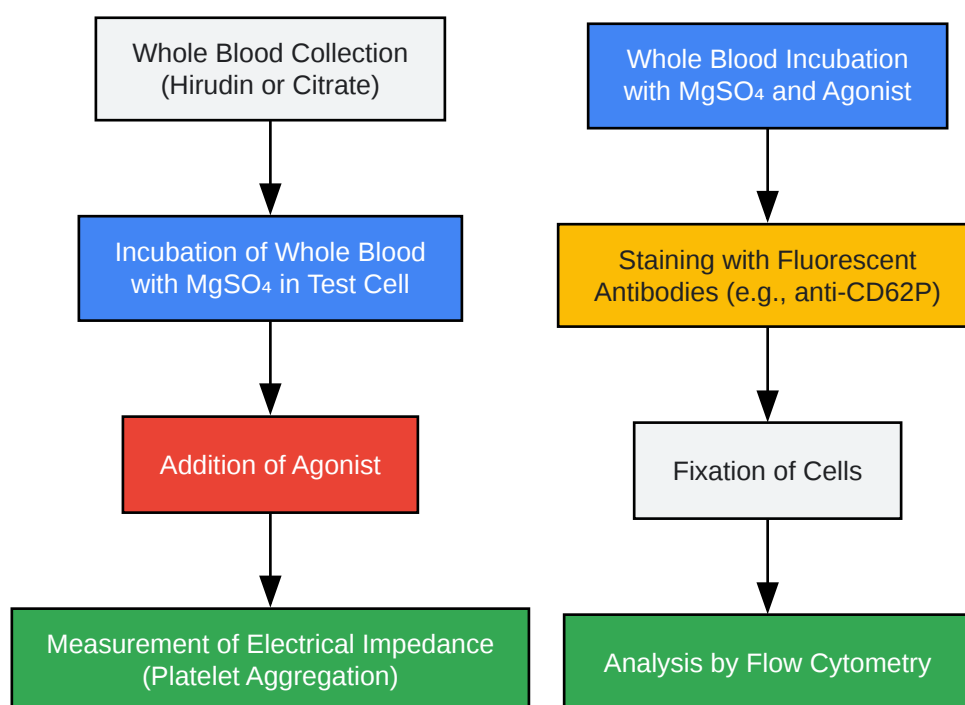 Whole Blood Collection
(Hirudin or Citrate)
Incubation of Whole Blood
with MgSO₄ in Test Cell
Addition of Agonist
Measurement of Electrical Impedance
(Platelet Aggregation)
Whole Blood Incubation
with MgSO₄ and Agonist
Staining with Fluorescent
Antibodies (e.g., anti-CD62P)
Fixation of Cells
Analysis by Flow Cytometry